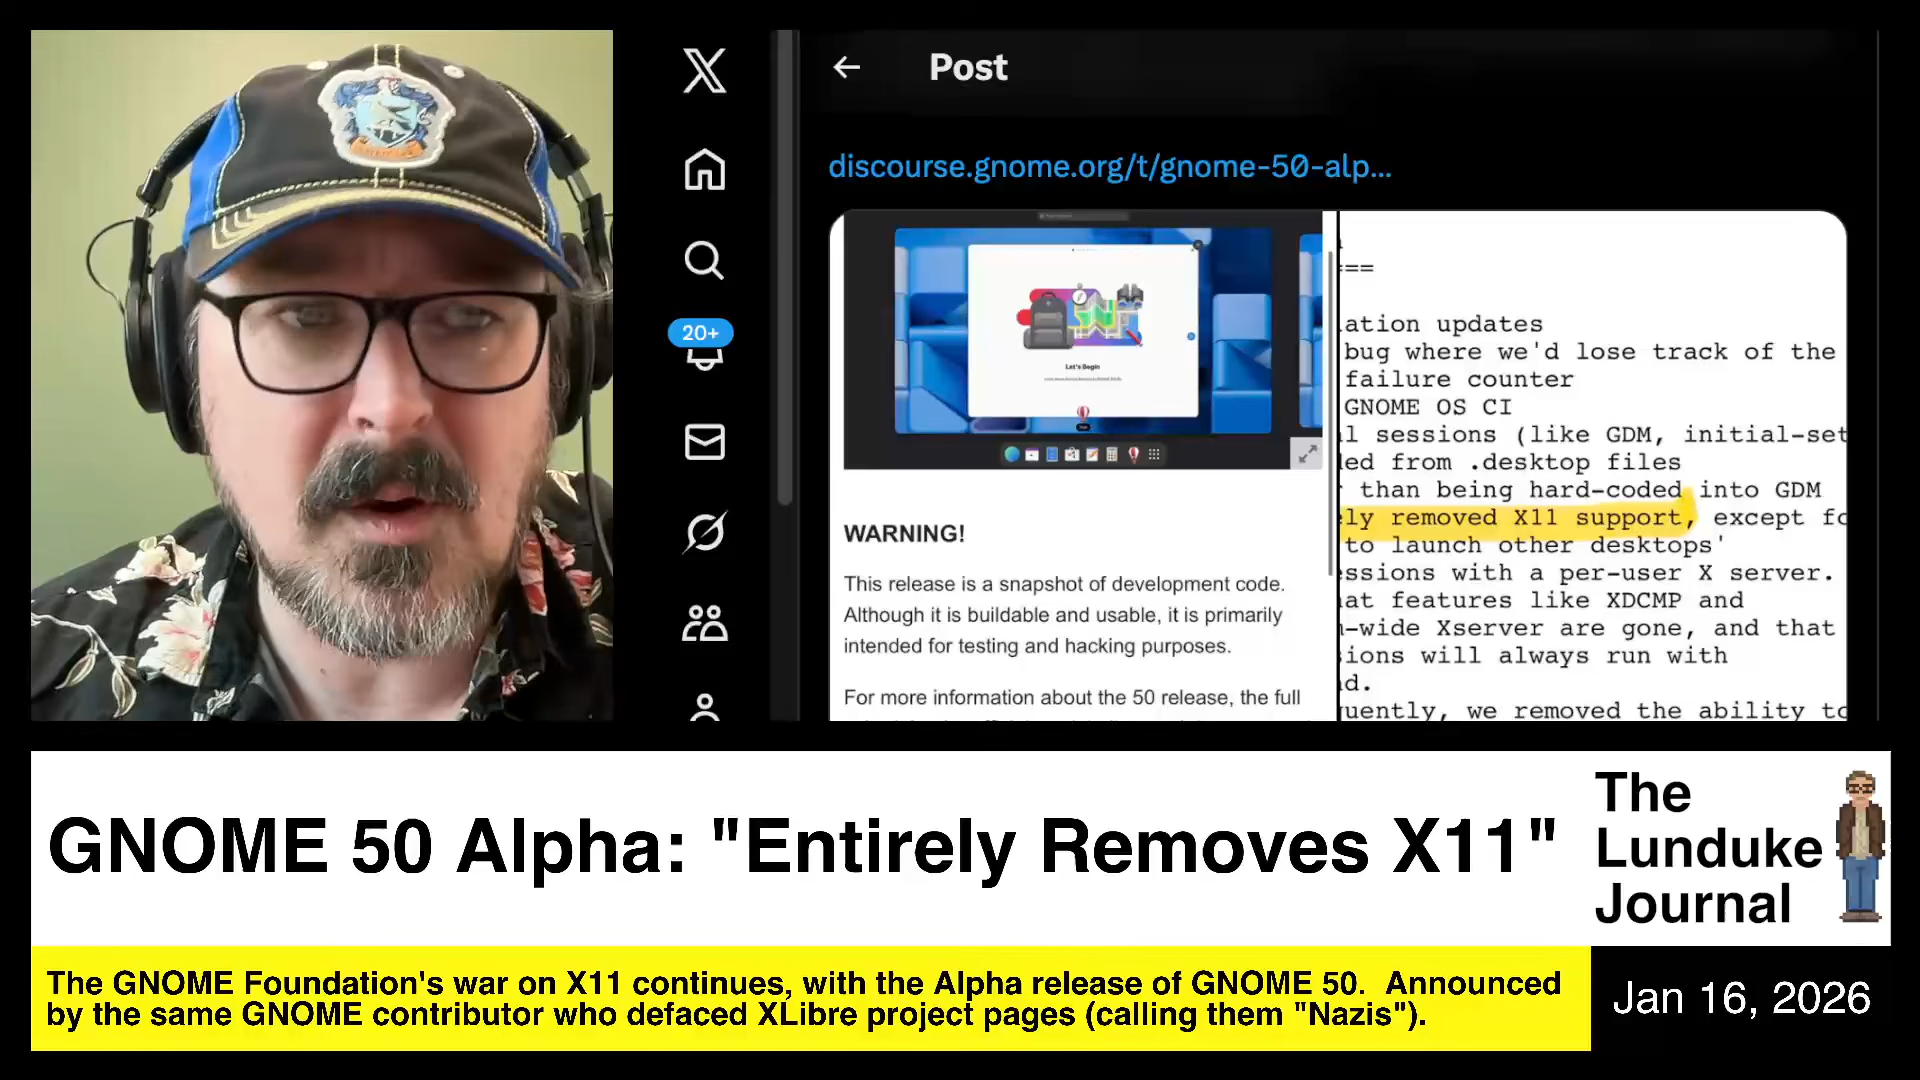 Post
discourse.gnome.org/t/gnome-50-alp...
20+
Let's Begin
WARNING!
This release is a snapshot of development code.
Although it is buildable and usable, it is primarily
intended for testing and hacking purposes.
For more information about the 50 release, the full
===
ation updates
bug where we'd lose track of the
failure counter
GNOME OS CI
l sessions (like GDM, initial-set
ed from .desktop files
than being hard-coded into GDM
ly removed X11 support, except fo
to launch other desktops'
ssions with a per-user X server.
at features like XDCMP and
-wide Xserver are gone, and that
ions will always run with
d.
uently, we removed the ability to
GNOME 50 Alpha: "Entirely Removes X11"
The
Lunduke
Journal
The GNOME Foundation's war on X11 continues, with the Alpha release of GNOME 50. Announced
by the same GNOME contributor who defaced XLibre project pages (calling them "Nazis").
Jan 16, 2026